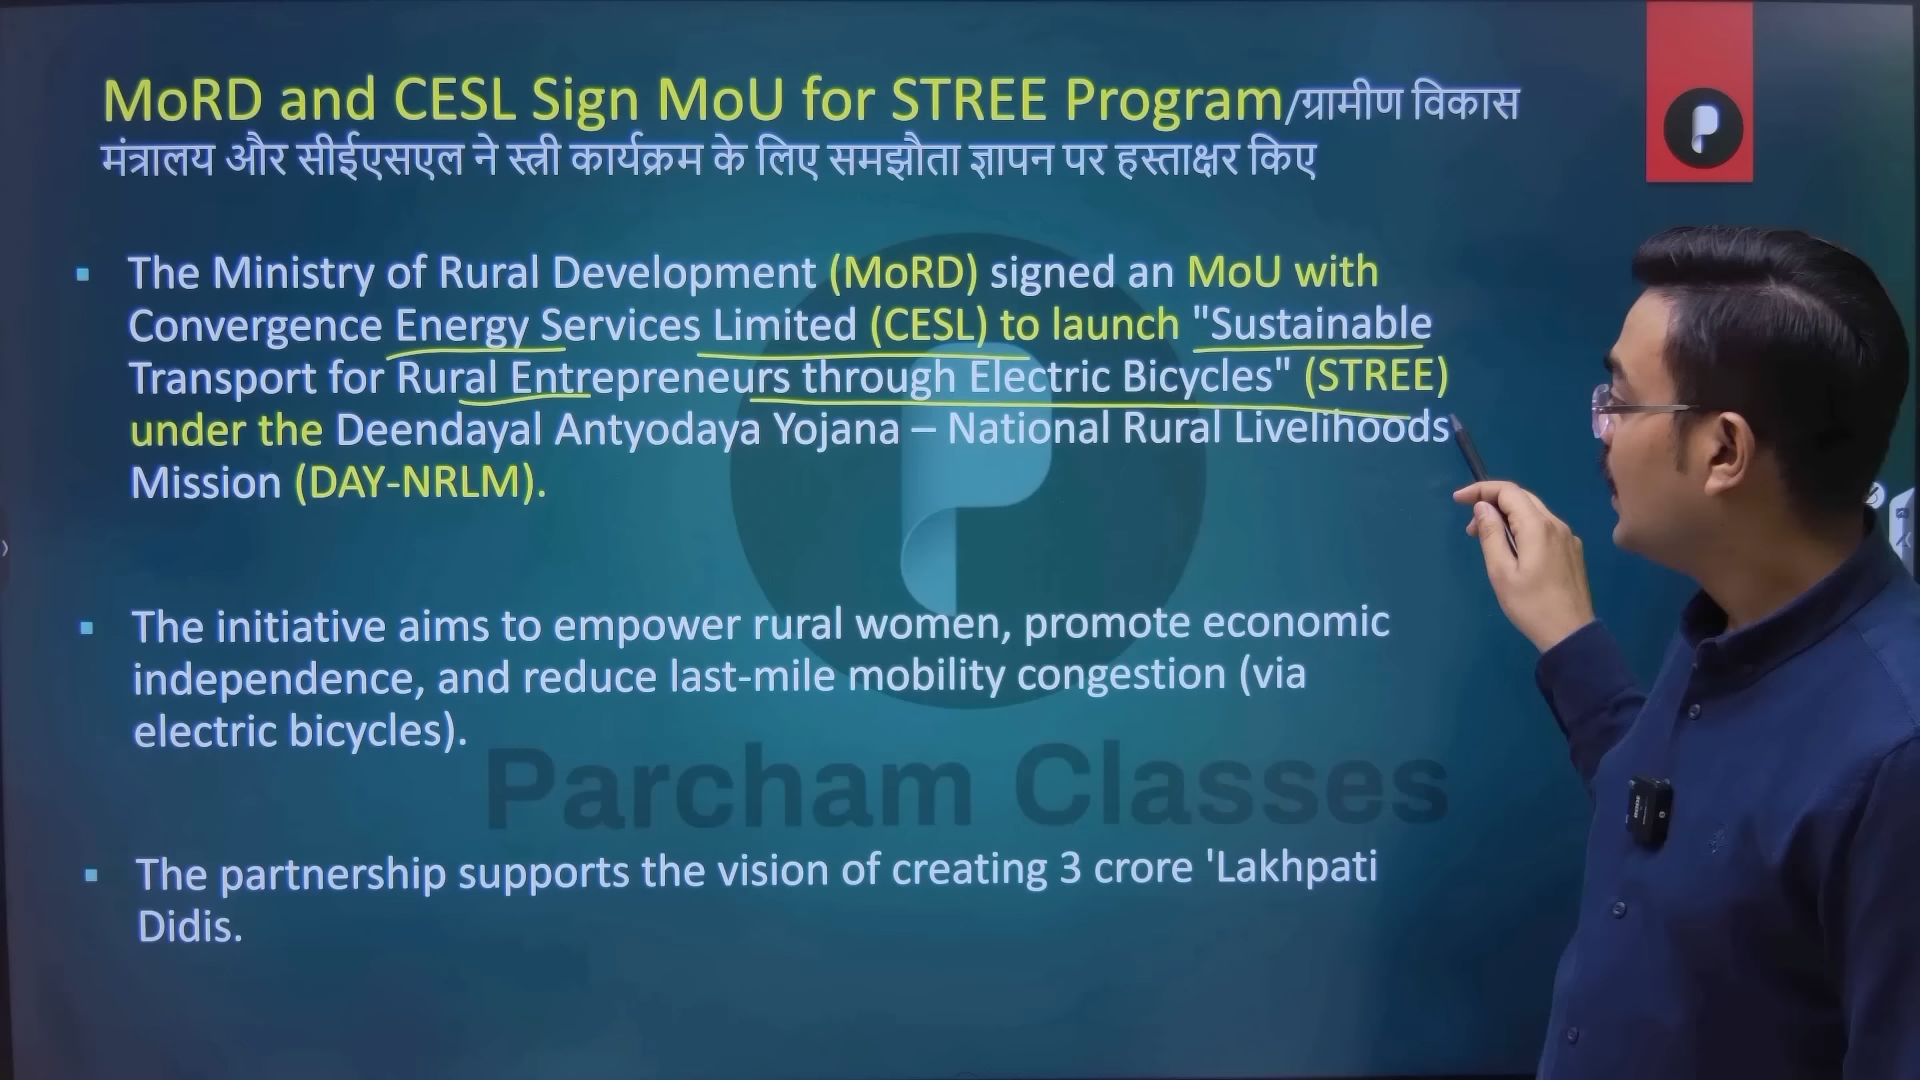 MoRD and CESL Sign MoU for STREE Program/ग्रामीण विकास
मंत्रालय और सीईएसएल ने स्त्री कार्यक्रम के लिए समझौता ज्ञापन पर हस्ताक्षर किए
▪ The Ministry of Rural Development (MoRD) signed an MoU with
Convergence Energy Services Limited (CESL) to launch "Sustainable
Transport for Rural Entrepreneurs through Electric Bicycles" (STREE)
under the Deendayal Antyodaya Yojana – National Rural Livelihoods
Mission (DAY-NRLM).
▪ The initiative aims to empower rural women, promote economic
independence, and reduce last-mile mobility congestion (via
electric bicycles).
Parcham Classes
▪ The partnership supports the vision of creating 3 crore 'Lakhpati
Didis.